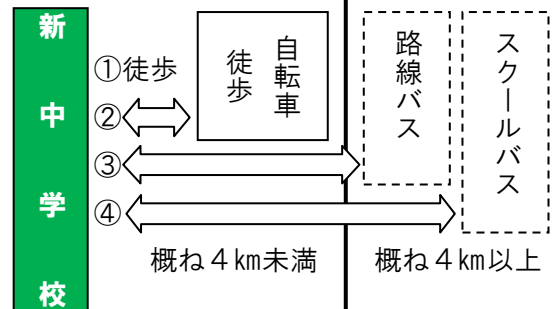 新中学校
①徒歩
②
③
④
自転車
徒歩
路線バス
スクールバス
概ね４㎞未満
概ね４㎞以上